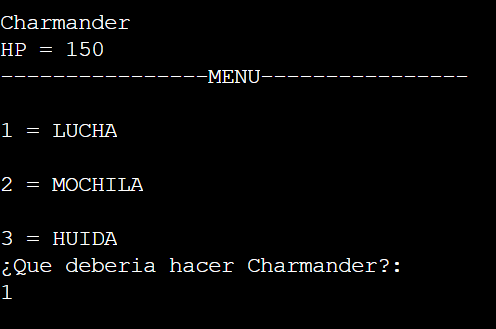 Charmander
HP = 150
----------------MENU----------------
1 = LUCHA
2 = MOCHILA
3 = HUIDA
¿Que deberia hacer Charmander?:
1